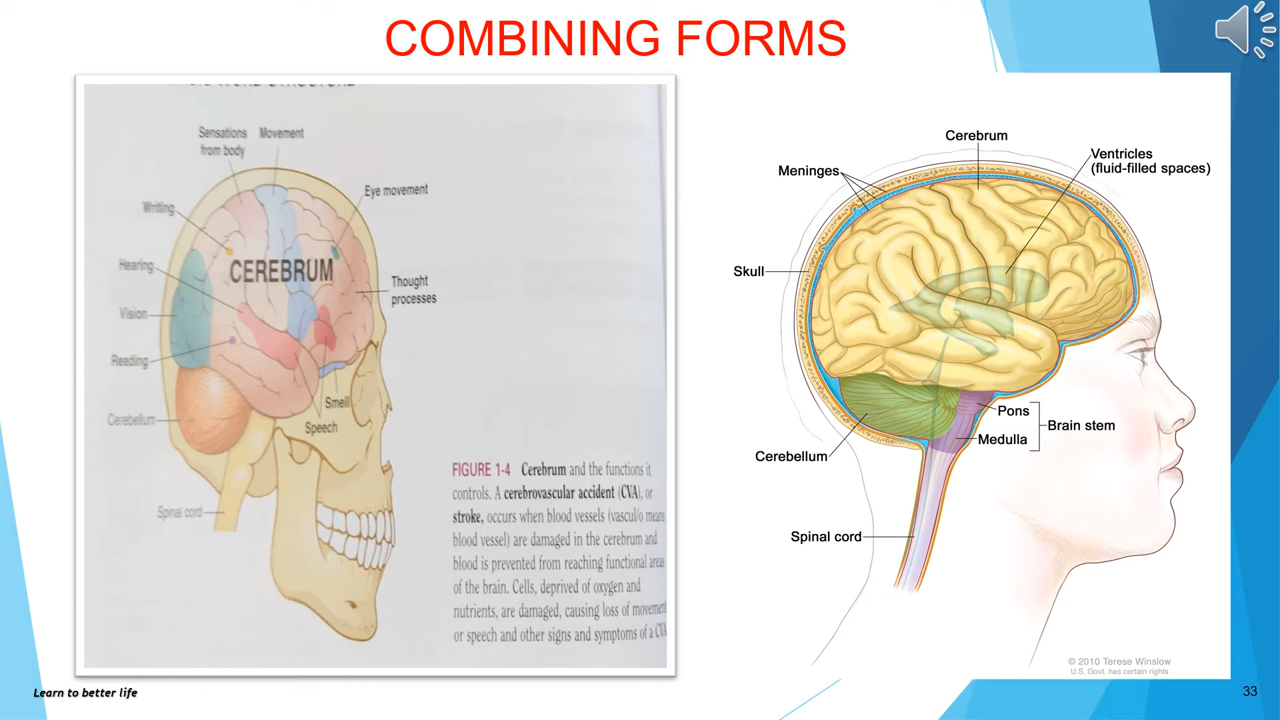 COMBINING FORMS
Sensations
from body
Movement
Eye movement
Writing
Hearing
CEREBRUM
Thought
processes
Vision
Reading
Smell
Speech
Cerebellum
Spinal cord
FIGURE 1-4 Cerebrum and the functions it
controls. A cerebrovascular accident (CVA), or
stroke, occurs when blood vessels (vascul/o means
blood vessel) are damaged in the cerebrum and
blood is prevented from reaching functional areas
of the brain. Cells, deprived of oxygen and
nutrients, are damaged, causing loss of movement
or speech and other signs and symptoms of a CVA
Cerebrum
Ventricles
(fluid-filled spaces)
Meninges
Skull
Pons
Brain stem
Medulla
Cerebellum
Spinal cord
© 2010 Terese Winslow
U.S. Govt. has certain rights
Learn to better life
33